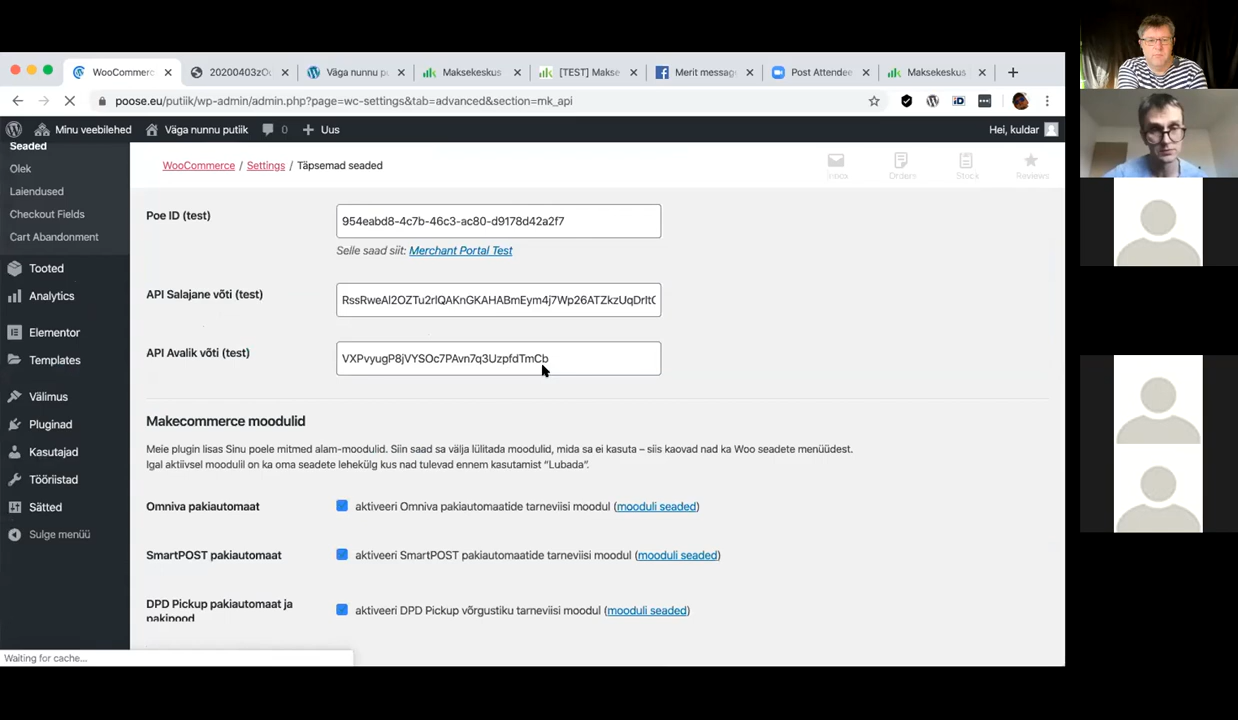 WooCommerc
20200403zOu
Väga nunnu pu
Maksekeskus
[TEST] Makse
Merit messag
Post Attendee
Maksekeskus
poose.eu/putiik/wp-admin/admin.php?page=wc-settings&tab=advanced&section=mk_api
Minu veebilehed
Väga nunnu putiik
0
Uus
Hei, kuldar
Seaded
Olek
Laiendused
Checkout Fields
Cart Abandonment
Tooted
Analytics
Elementor
Templates
Välimus
Pluginad
Kasutajad
Tööriistad
Sätted
Sulge menüü
WooCommerce / Settings / Täpsemad seaded
Inbox
Orders
Stock
Reviews
Poe ID (test)
954eabd8-4c7b-46c3-ac80-d9178d42a2f7
Selle saad siit: Merchant Portal Test
API Salajane võti (test)
RssRweAl2OZTu2rlQAKnGKAHABmEym4j7Wp26ATZkzUqDrItC
API Avalik võti (test)
VXPvyugP8jVYSOc7PAvn7q3UzpfdTmCb
Makecommerce moodulid
Meie plugin lisas Sinu poele mitmed alam-moodulid. Siin saad sa välja lülitada moodulid, mida sa ei kasuta – siis kaovad nad ka Woo seadete menüüdest.
Igal aktiivsel moodulil on ka oma seadete lehekülg kus nad tulevad ennem kasutamist "Lubada".
Omniva pakiautomaat
aktiveeri Omniva pakiautomaatide tarneviisi moodul (mooduli seaded)
SmartPOST pakiautomaat
aktiveeri SmartPOST pakiautomaatide tarneviisi moodul (mooduli seaded)
DPD Pickup pakiautomaat ja
pakipood
aktiveeri DPD Pickup võrgustiku tarneviisi moodul (mooduli seaded)
Waiting for cache...